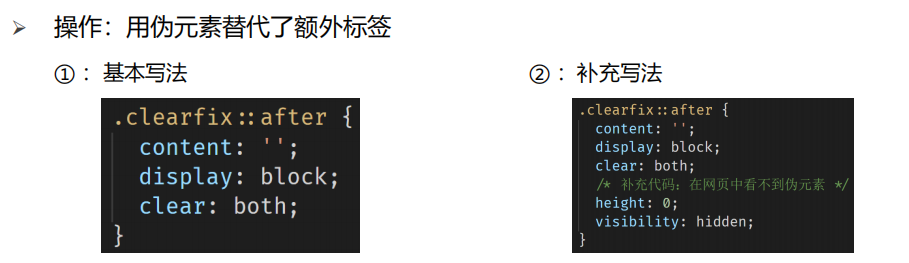 ➢ 操作：用伪元素替代了额外标签
①：基本写法
.clearfix::after {
  content: '';
  display: block;
  clear: both;
}
②：补充写法
.clearfix::after {
  content: '';
  display: block;
  clear: both;
  /* 补充代码：在网页中看不到伪元素 */
  height: 0;
  visibility: hidden;
}